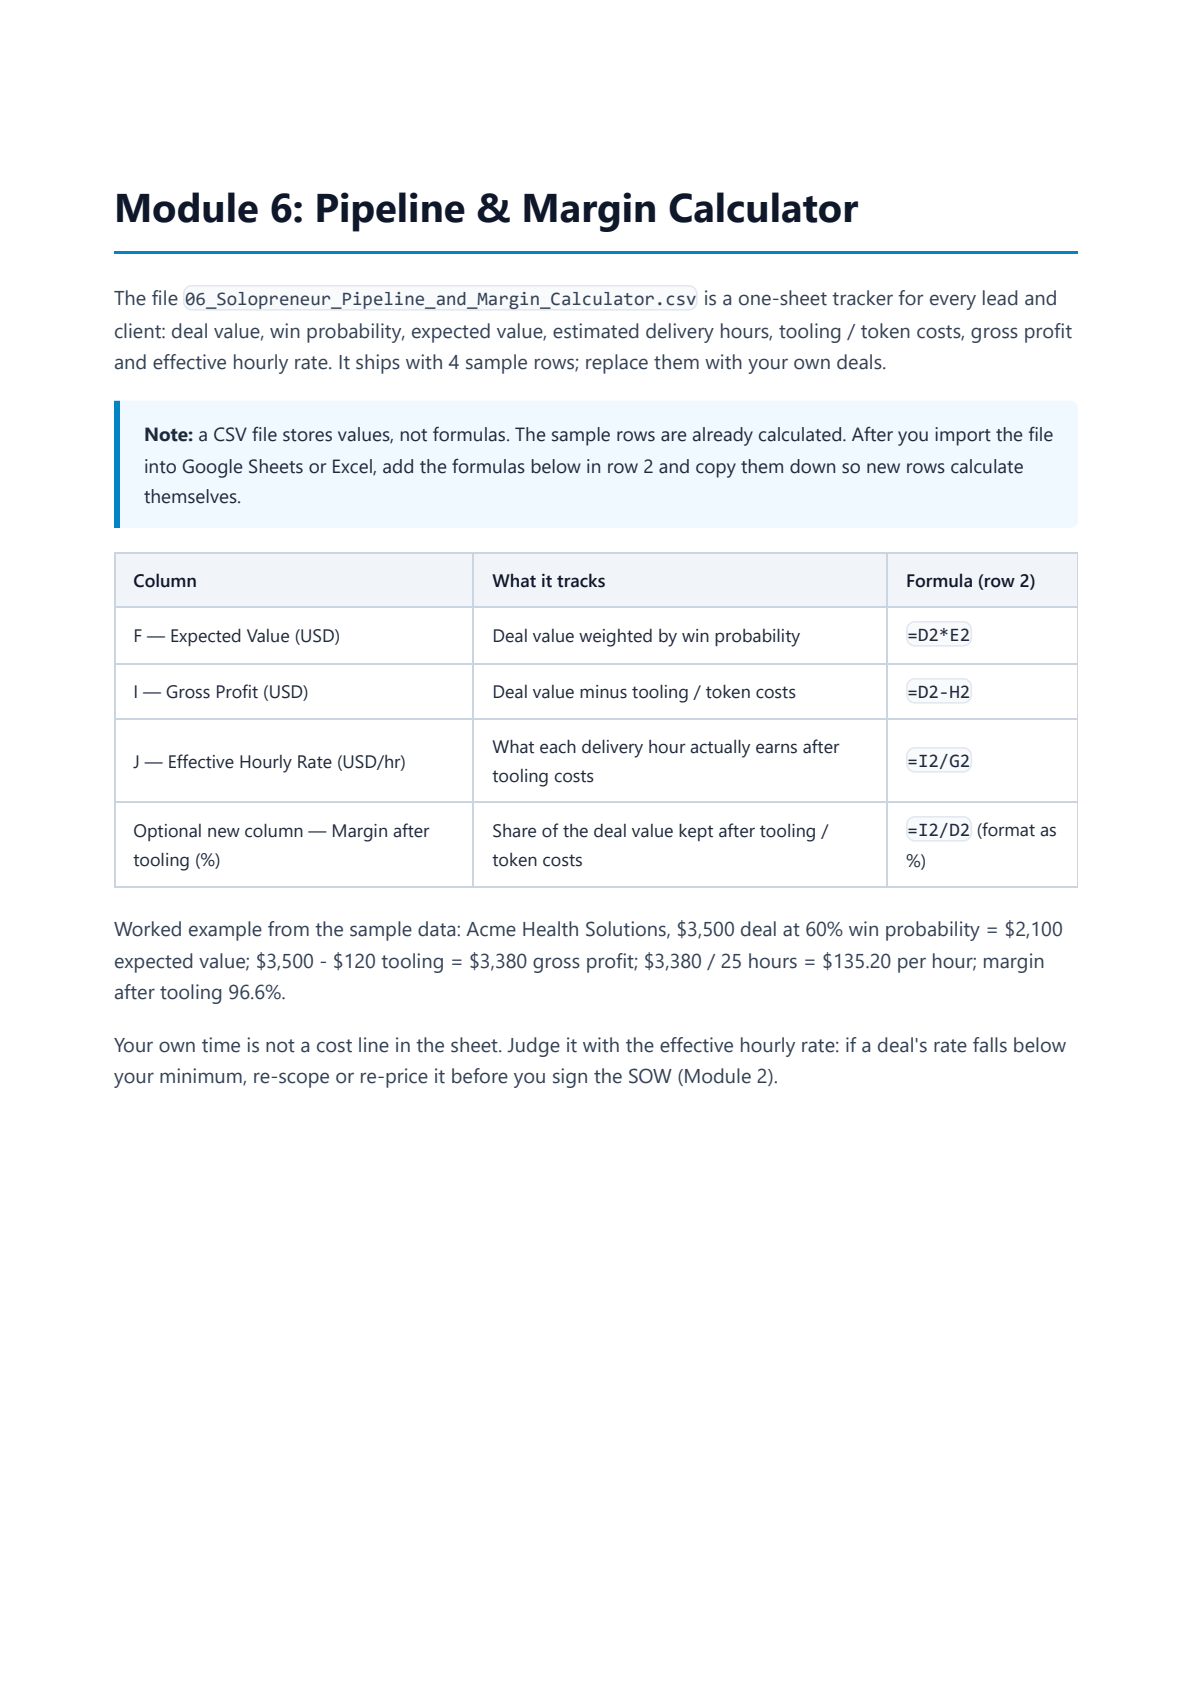 Module 6: Pipeline & Margin Calculator
The file 06_Solopreneur_Pipeline_and_Margin_Calculator.csv is a one-sheet tracker for every lead and
client: deal value, win probability, expected value, estimated delivery hours, tooling / token costs, gross profit
and effective hourly rate. It ships with 4 sample rows; replace them with your own deals.
Note: a CSV file stores values, not formulas. The sample rows are already calculated. After you import the file
into Google Sheets or Excel, add the formulas below in row 2 and copy them down so new rows calculate
themselves.
Column What it tracks Formula (row 2)
F — Expected Value (USD) Deal value weighted by win probability =D2*E2
I — Gross Profit (USD) Deal value minus tooling / token costs =D2-H2
J — Effective Hourly Rate (USD/hr) What each delivery hour actually earns after
tooling costs =I2/G2
Optional new column — Margin after
tooling (%) Share of the deal value kept after tooling /
token costs =I2/D2 (format as
%)
Worked example from the sample data: Acme Health Solutions, $3,500 deal at 60% win probability = $2,100
expected value; $3,500 - $120 tooling = $3,380 gross profit; $3,380 / 25 hours = $135.20 per hour; margin
after tooling 96.6%.
Your own time is not a cost line in the sheet. Judge it with the effective hourly rate: if a deal's rate falls below
your minimum, re-scope or re-price it before you sign the SOW (Module 2).